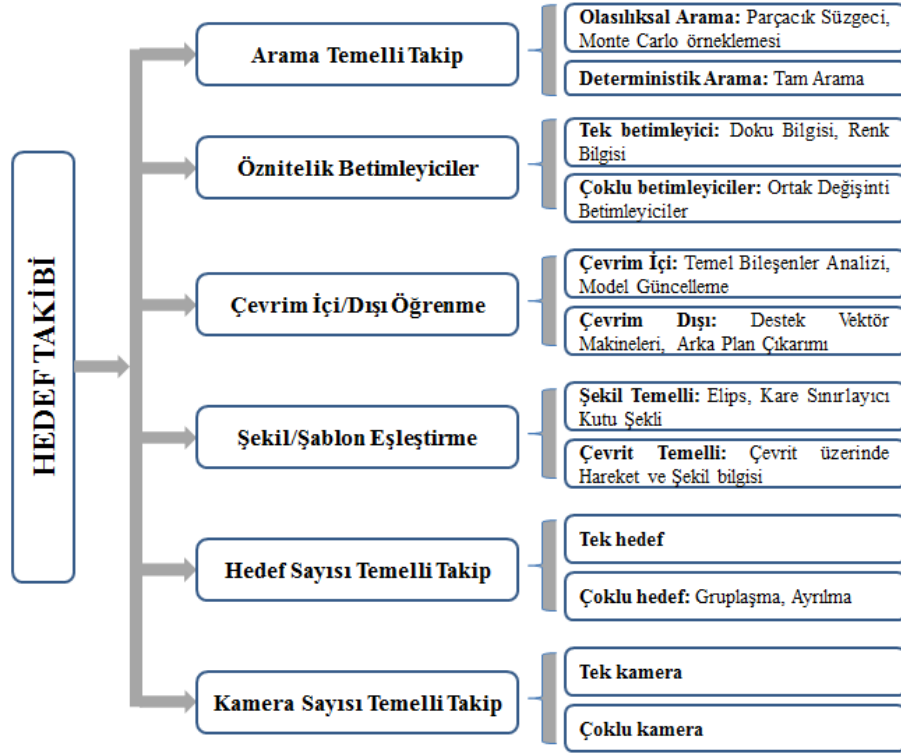 HEDEF TAKİBİ
Arama Temelli Takip
Olasılıksal Arama: Parçacık Süzgeci,
Monte Carlo örneklemesi
Deterministik Arama: Tam Arama
Öznitelik Betimleyiciler
Tek betimleyici: Doku Bilgisi, Renk
Bilgisi
Çoklu betimleyiciler: Ortak Değişinti
Betimleyiciler
Çevrim İçi/Dışı Öğrenme
Çevrim İçi: Temel Bileşenler Analizi,
Model Güncelleme
Çevrim Dışı: Destek Vektör
Makineleri, Arka Plan Çıkarımı
Şekil/Şablon Eşleştirme
Şekil Temelli: Elips, Kare Sınırlayıcı
Kutu Şekli
Çevrit Temelli: Çevrit üzerinde
Hareket ve Şekil bilgisi
Hedef Sayısı Temelli Takip
Tek hedef
Çoklu hedef: Gruplaşma, Ayrılma
Kamera Sayısı Temelli Takip
Tek kamera
Çoklu kamera